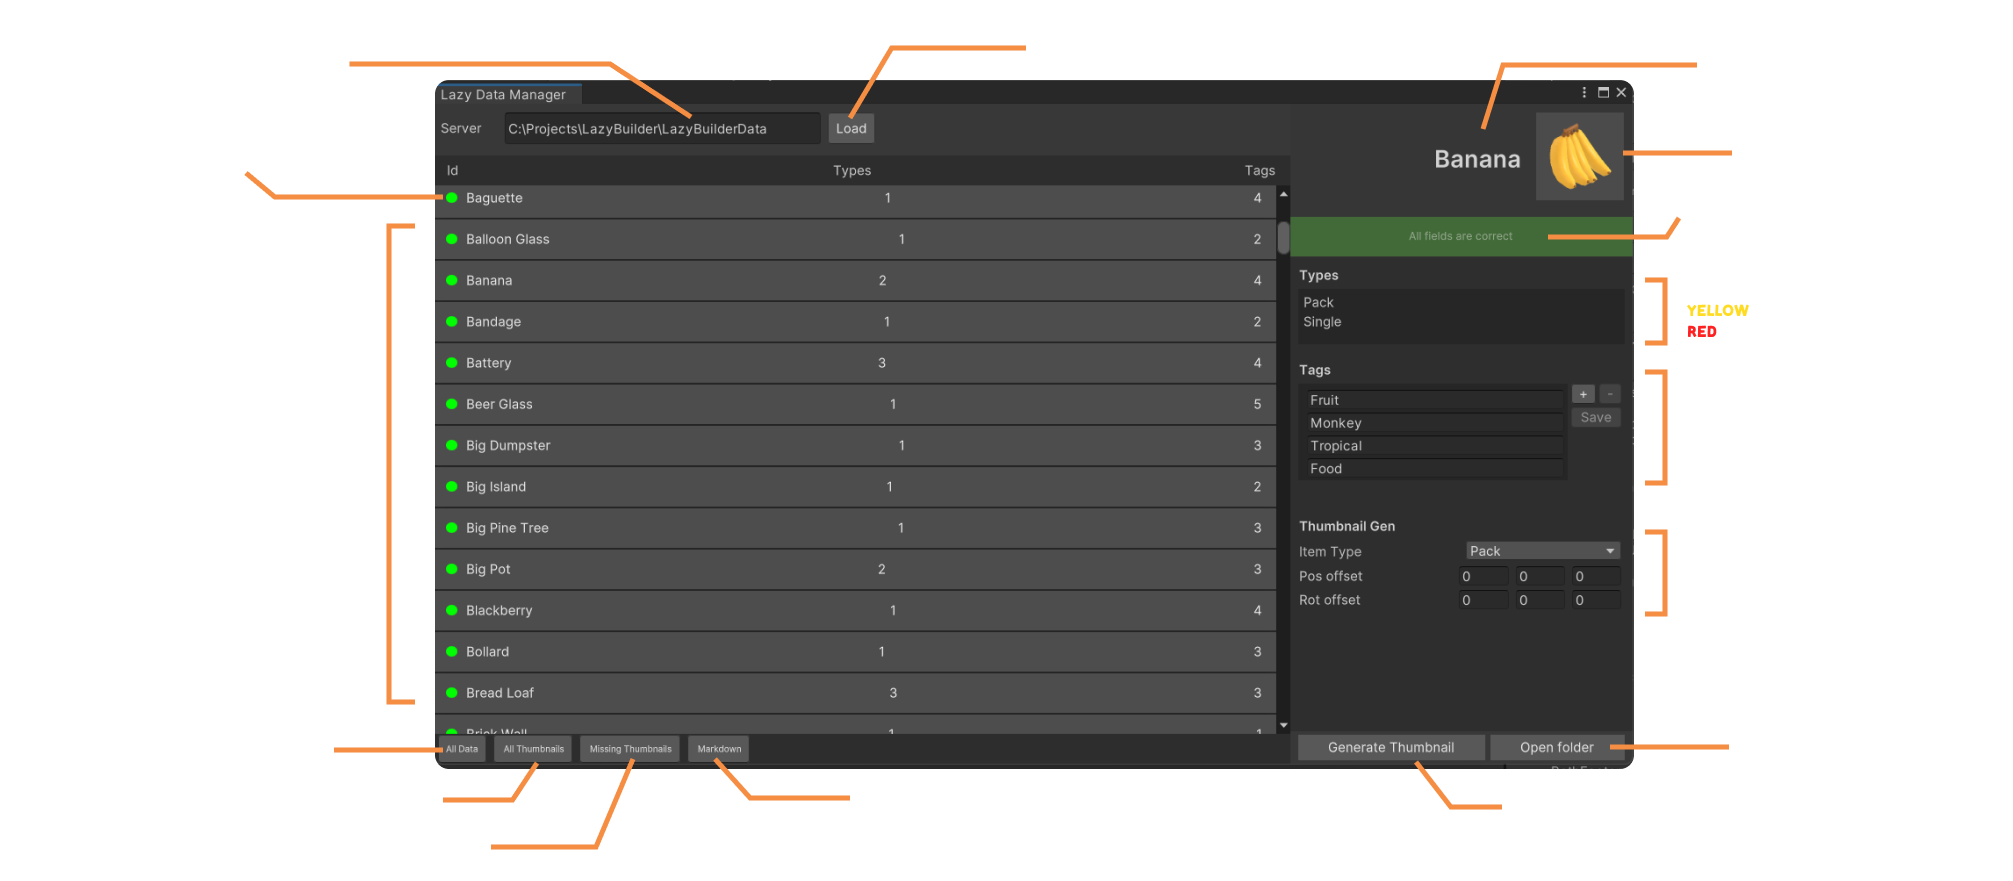 Lazy Data Manager
Server C:\Projects\LazyBuilder\LazyBuilderData Load
Id Types Tags
Baguette 1 4
Balloon Glass 1 2
Banana 2 4
Bandage 1 2
Battery 3 4
Beer Glass 1 5
Big Dumpster 1 3
Big Island 1 2
Big Pine Tree 1 3
Big Pot 2 3
Blackberry 1 4
Bollard 1 3
Bread Loaf 3 3
Brick Wall 1 1
All Data All Thumbnails Missing Thumbnails Markdown
Banana
All fields are correct
Types
Pack
Single
YELLOW
RED
Tags
Fruit
Monkey
Tropical
Food
+ -
Save
Thumbnail Gen
Item Type Pack
Pos offset 0 0 0
Rot offset 0 0 0
Generate Thumbnail Open folder